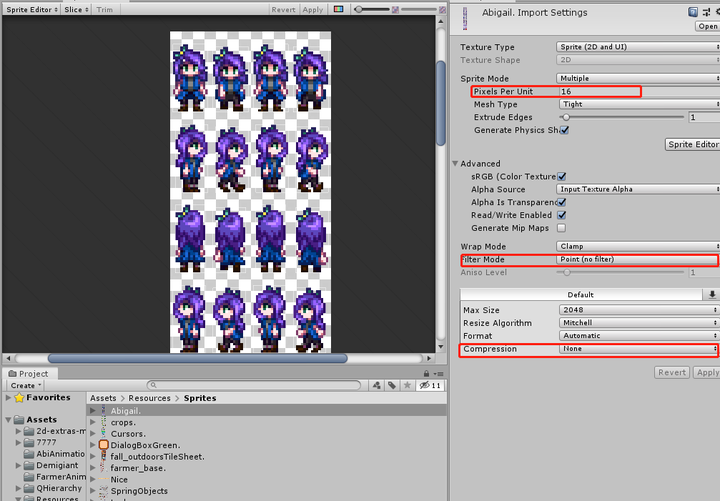 Sprite Editor Slice Trim Revert Apply
Project
Create
11
Favorites
Assets
2d-extras-m
7777
AbiAnimation
Demigiant
FarmerAnim
QHierarchy
Resources
Assets Resources Sprites
Abigail.
crops.
Cursors.
DialogBoxGreen.
fall_outdoorsTileSheet.
farmer_base.
Nice
SpringObjects
Abigail. Import Settings
Open
Texture Type Sprite (2D and UI)
Texture Shape 2D
Sprite Mode Multiple
Pixels Per Unit 16
Mesh Type Tight
Extrude Edges 1
Generate Physics Sha
Sprite Editor
Advanced
sRGB (Color Texture
Alpha Source Input Texture Alpha
Alpha Is Transparenc
Read/Write Enabled
Generate Mip Maps
Wrap Mode Clamp
Filter Mode Point (no filter)
Aniso Level 1
Default
Max Size 2048
Resize Algorithm Mitchell
Format Automatic
Compression None
Revert Apply